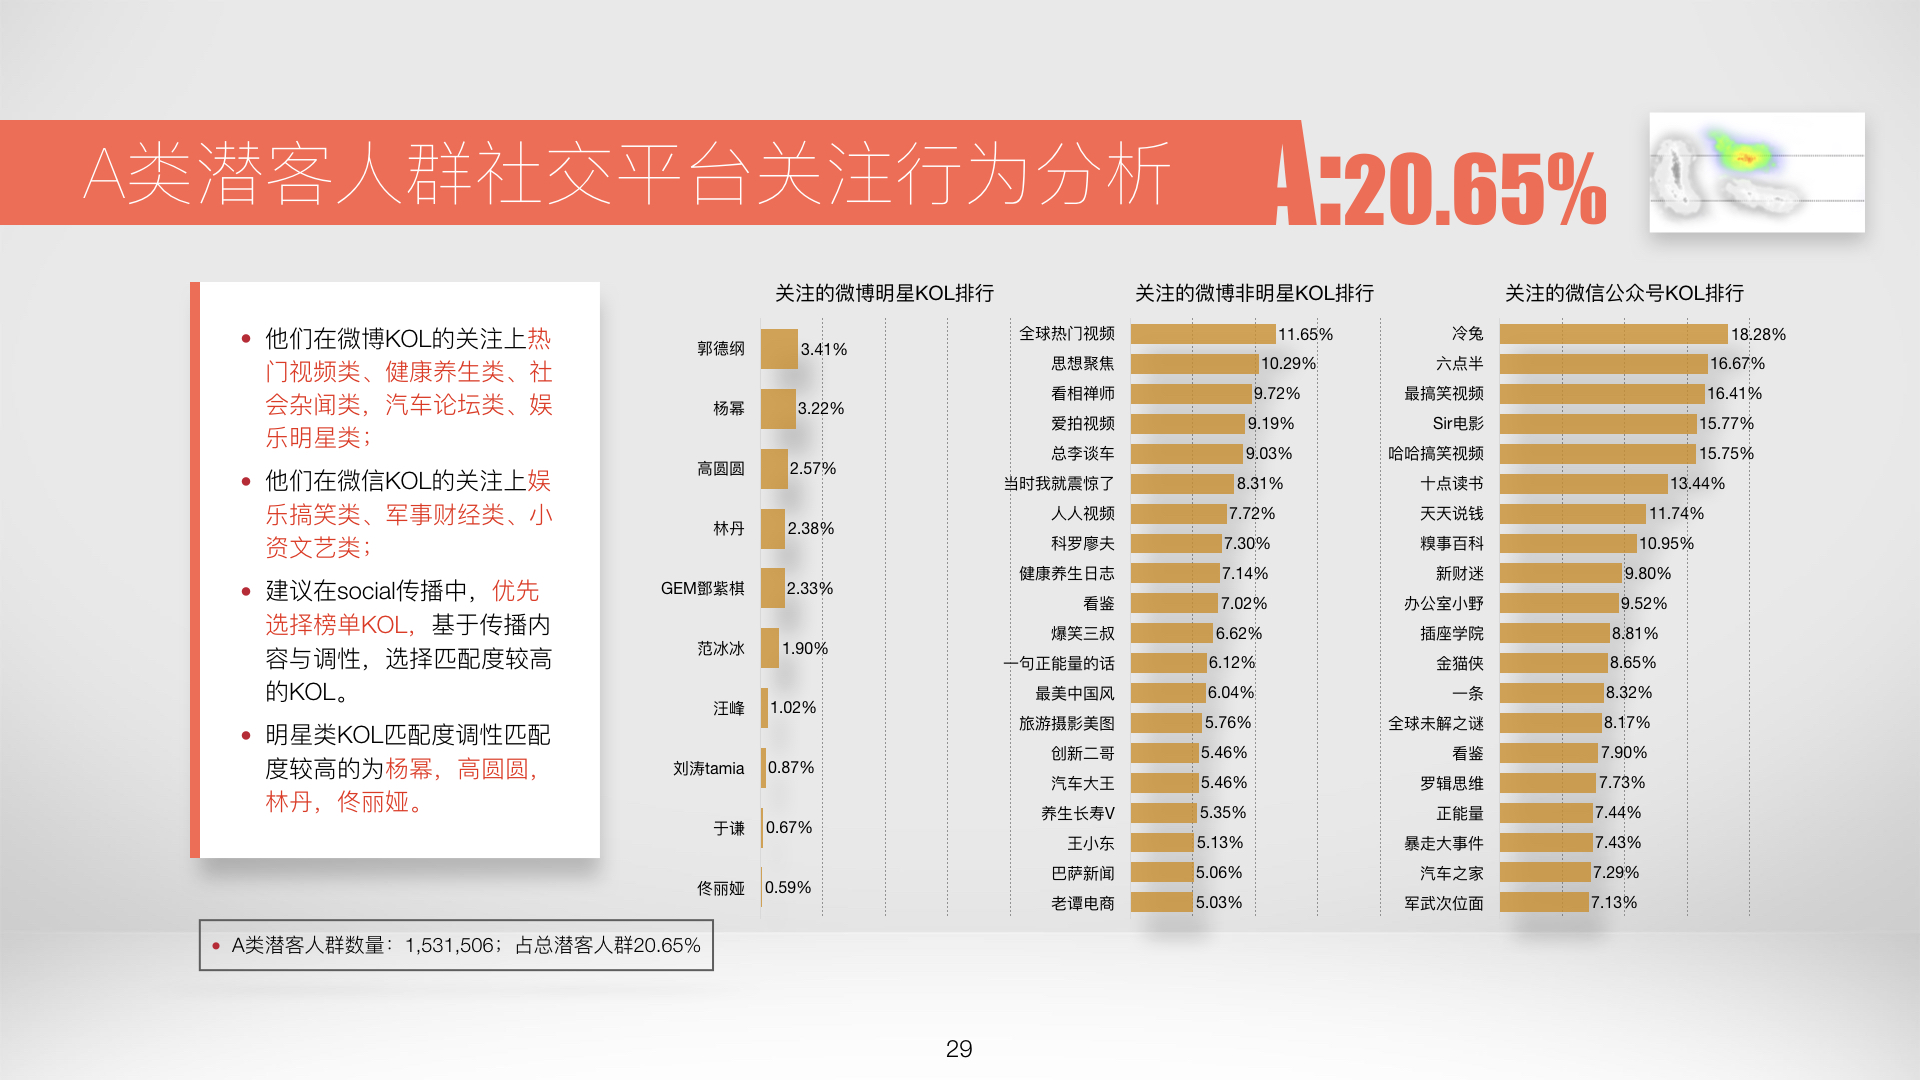 A类潜客人群社交平台关注行为分析
A:20.65%
他们在微博KOL的关注上热
门视频类、健康养生类、社
会杂闻类，汽车论坛类、娱
乐明星类；
他们在微信KOL的关注上娱
乐搞笑类、军事财经类、小
资文艺类；
建议在social传播中，优先
选择榜单KOL，基于传播内
容与调性，选择匹配度较高
的KOL。
明星类KOL匹配度调性匹配
度较高的为杨幂，高圆圆，
林丹，佟丽娅。
A类潜客人群数量：1,531,506；占总潜客人群20.65%
关注的微博明星KOL排行
郭德纲 3.41%
杨幂 3.22%
高圆圆 2.57%
林丹 2.38%
GEM鄧紫棋 2.33%
范冰冰 1.90%
汪峰 1.02%
刘涛tamia 0.87%
于谦 0.67%
佟丽娅 0.59%
关注的微博非明星KOL排行
全球热门视频 11.65%
思想聚焦 10.29%
看相禅师 9.72%
爱拍视频 9.19%
总李谈车 9.03%
当时我就震惊了 8.31%
人人视频 7.72%
科罗廖夫 7.30%
健康养生日志 7.14%
看鉴 7.02%
爆笑三叔 6.62%
一句正能量的话 6.12%
最美中国风 6.04%
旅游摄影美图 5.76%
创新二哥 5.46%
汽车大王 5.46%
养生长寿V 5.35%
王小东 5.13%
巴萨新闻 5.06%
老谭电商 5.03%
关注的微信公众号KOL排行
冷兔 18.28%
六点半 16.67%
最搞笑视频 16.41%
Sir电影 15.77%
哈哈搞笑视频 15.75%
十点读书 13.44%
天天说钱 11.74%
糗事百科 10.95%
新财迷 9.80%
办公室小野 9.52%
插座学院 8.81%
金猫侠 8.65%
一条 8.32%
全球未解之谜 8.17%
看鉴 7.90%
罗辑思维 7.73%
正能量 7.44%
暴走大事件 7.43%
汽车之家 7.29%
军武次位面 7.13%
29